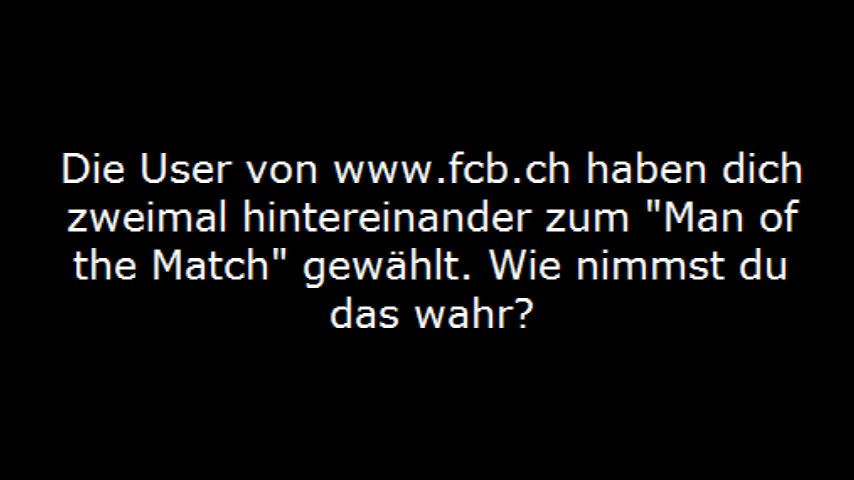 Die User von www.fcb.ch haben dich
zweimal hintereinander zum "Man of
the Match" gewählt. Wie nimmst du
das wahr?